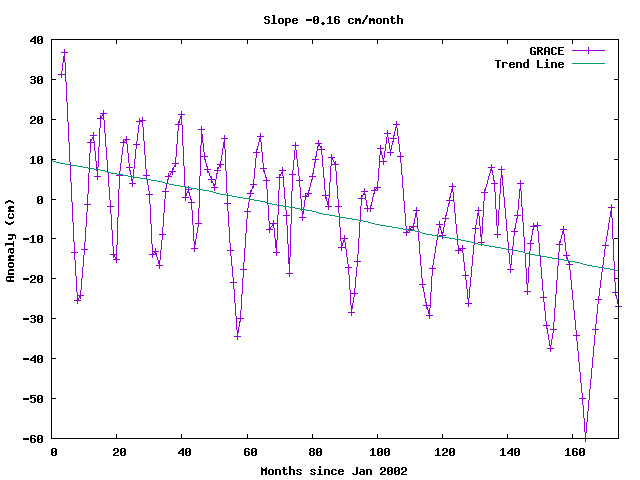 Slope -0.16 cm/month
GRACE
Trend Line
40
30
20
10
0
-10
-20
-30
-40
-50
-60
Anomaly (cm)
0 20 40 60 80 100 120 140 160
Months since Jan 2002